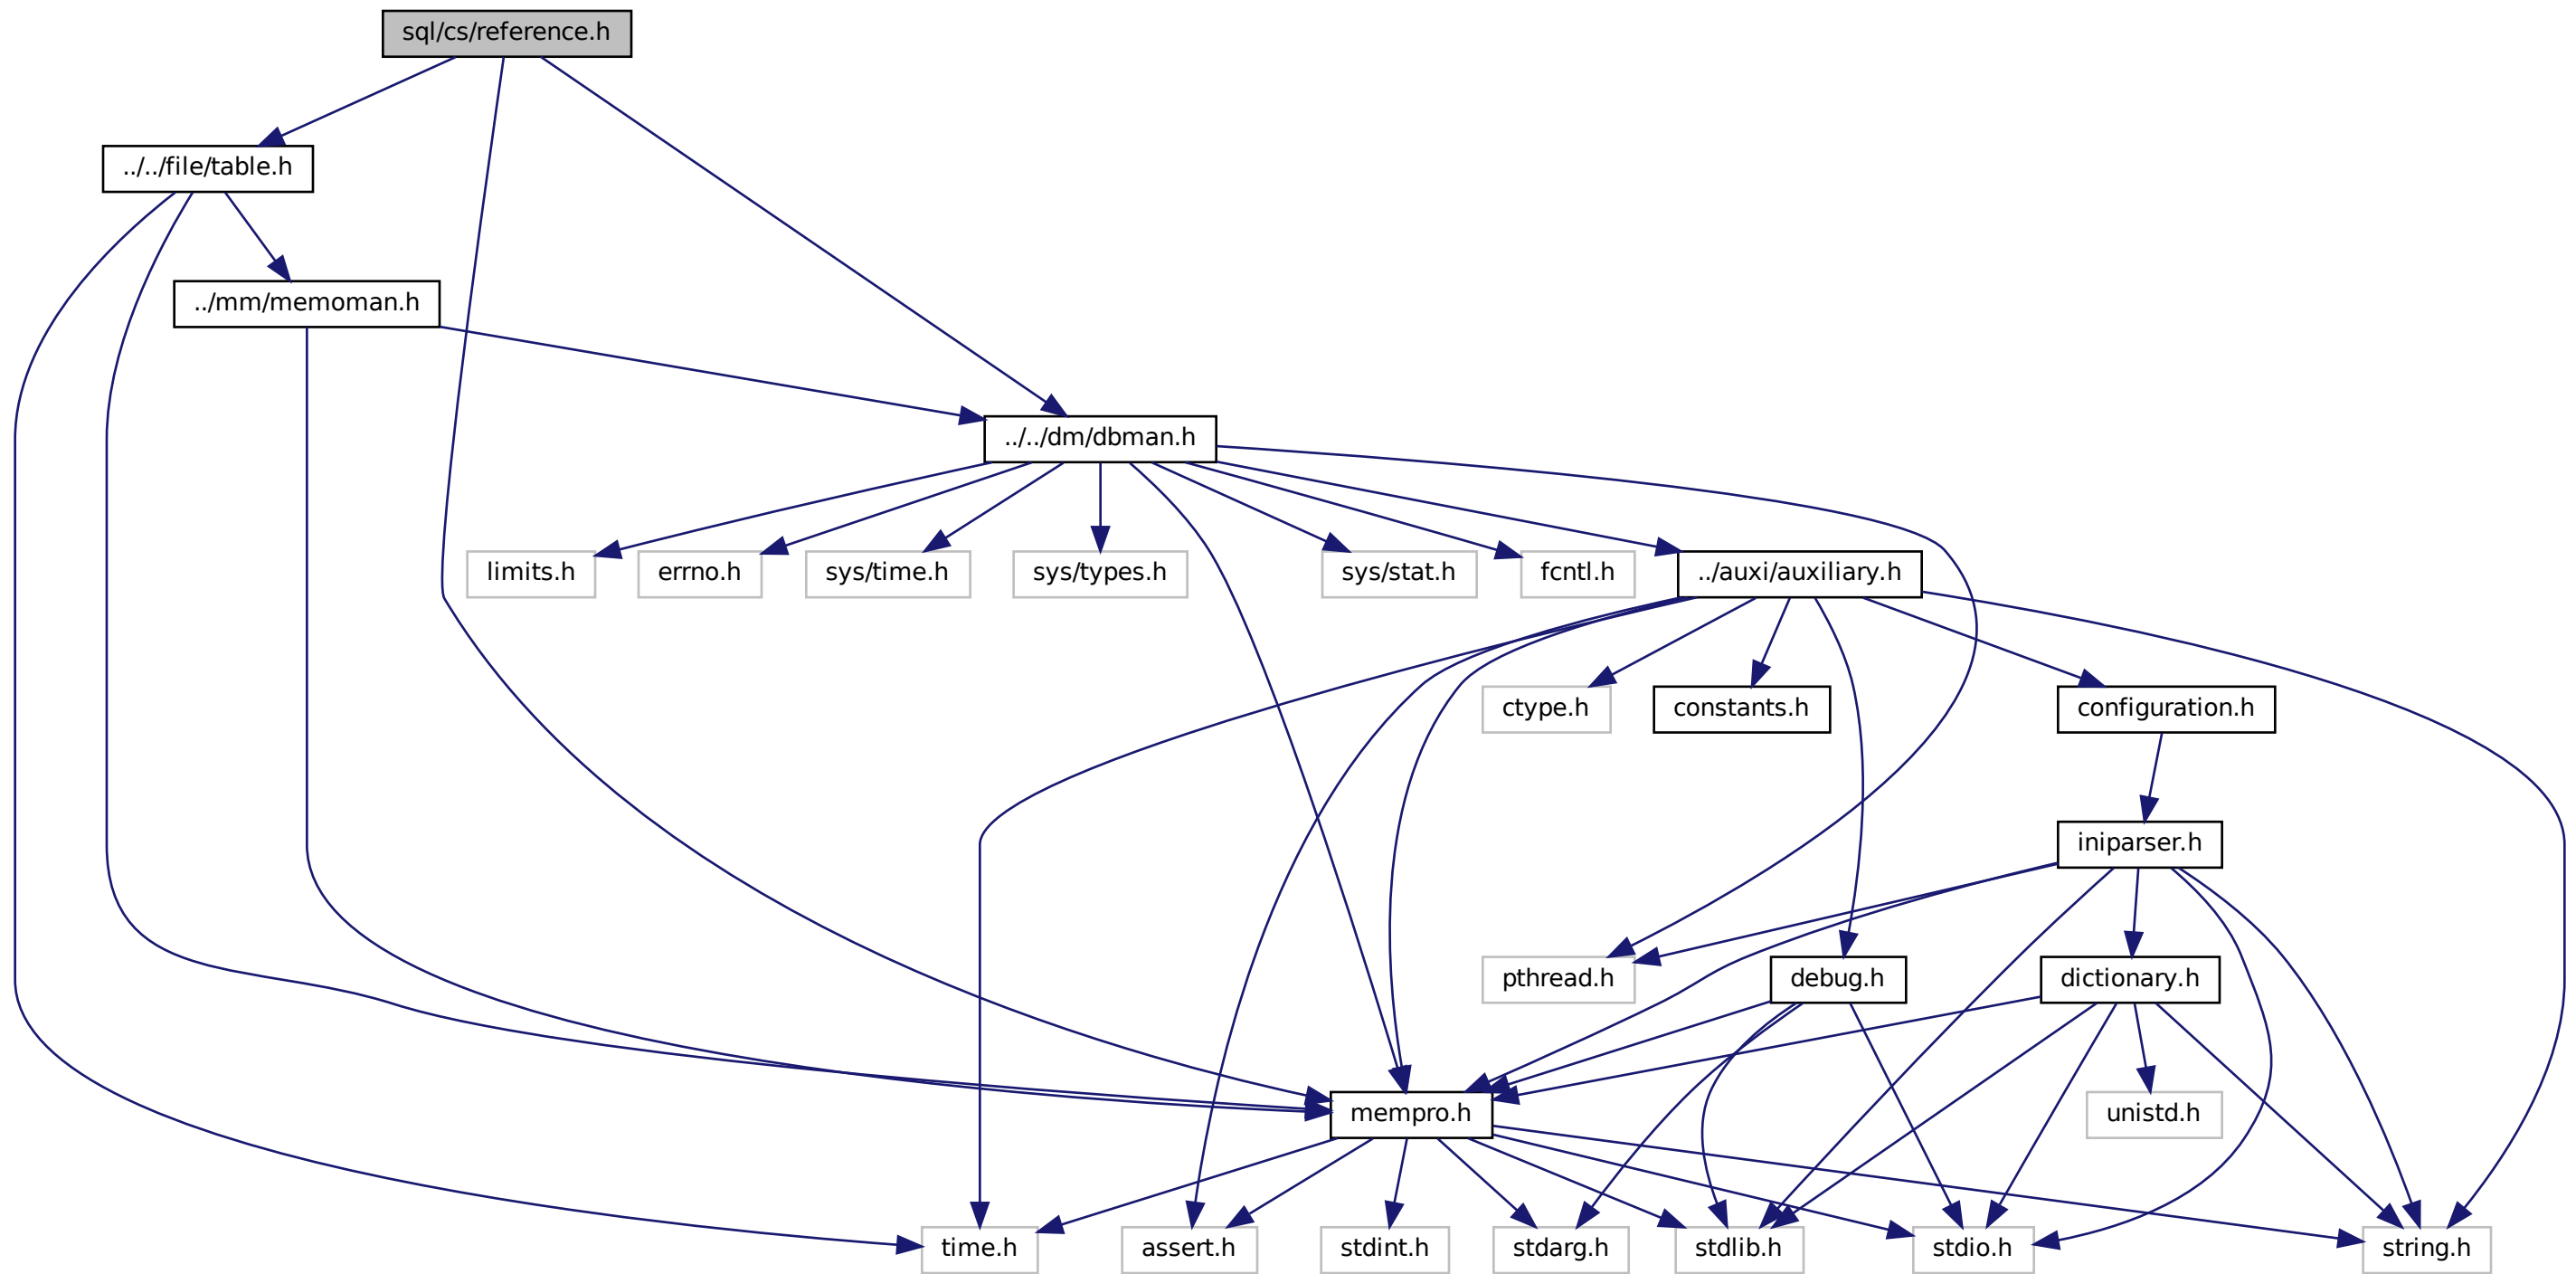 sql/cs/reference.h
../../file/table.h
../mm/memoman.h
../../dm/dbman.h
limits.h
errno.h
sys/time.h
sys/types.h
sys/stat.h
fcntl.h
../auxi/auxiliary.h
ctype.h
constants.h
configuration.h
iniparser.h
pthread.h
debug.h
dictionary.h
mempro.h
unistd.h
time.h
assert.h
stdint.h
stdarg.h
stdlib.h
stdio.h
string.h